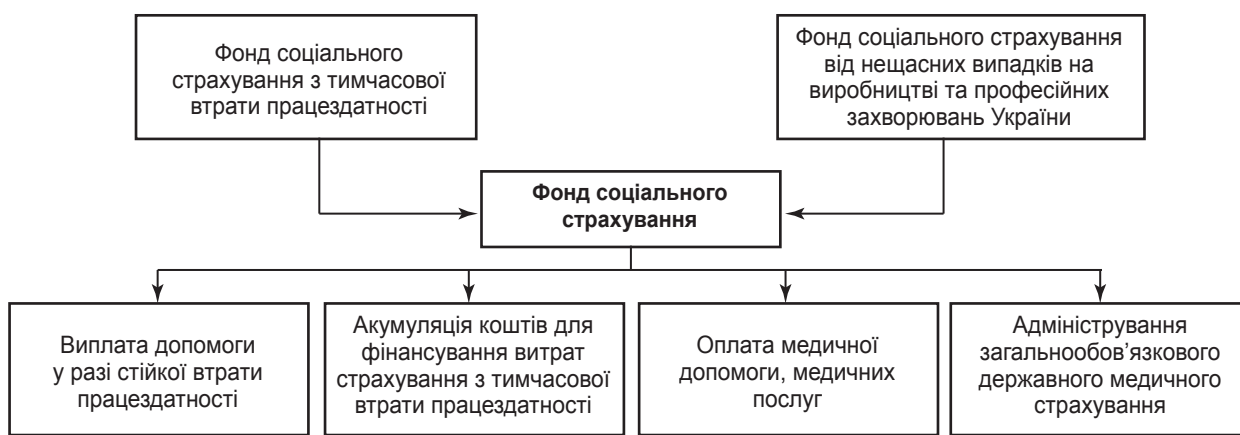 Фонд соціального
страхування з тимчасової
втрати працездатності
Фонд соціального страхування
від нещасних випадків на
виробництві та професійних
захворювань України
Фонд соціального
страхування
Виплата допомоги
у разі стійкої втрати
працездатності
Акумуляція коштів для
фінансування витрат
страхування з тимчасової
втрати працездатності
Оплата медичної
допомоги, медичних
послуг
Адміністрування
загальнообов’язкового
державного медичного
страхування